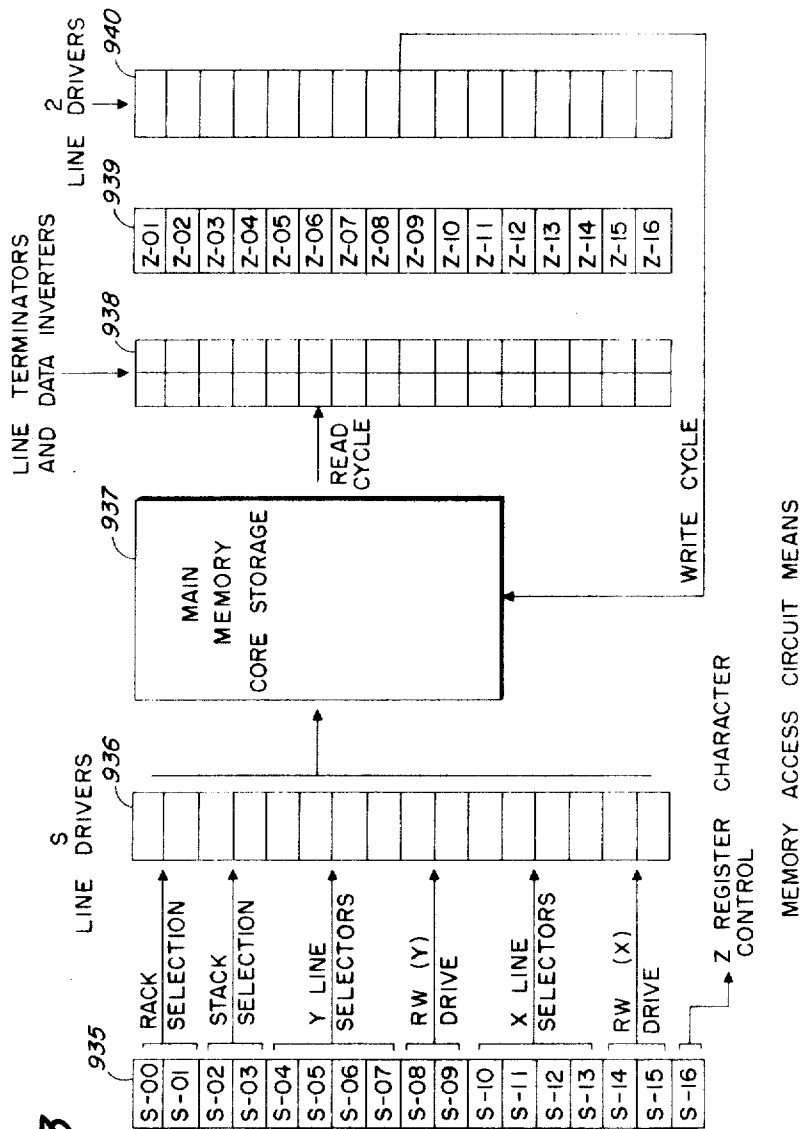 3
935
S-00
S-01
S-02
S-03
S-04
S-05
S-06
S-07
S-08
S-09
S-10
S-11
S-12
S-13
S-14
S-15
S-16
RACK
SELECTION
STACK
SELECTION
Y LINE
SELECTORS
RW (Y)
DRIVE
X LINE
SELECTORS
RW (X)
DRIVE
Z REGISTER CHARACTER
CONTROL
S
LINE DRIVERS
936
937
MAIN
MEMORY
CORE STORAGE
READ
CYCLE
WRITE CYCLE
LINE TERMINATORS
AND DATA INVERTERS
938
939
Z-01
Z-02
Z-03
Z-04
Z-05
Z-06
Z-07
Z-08
Z-09
Z-10
Z-11
Z-12
Z-13
Z-14
Z-15
Z-16
2
LINE DRIVERS
940
MEMORY ACCESS CIRCUIT MEANS